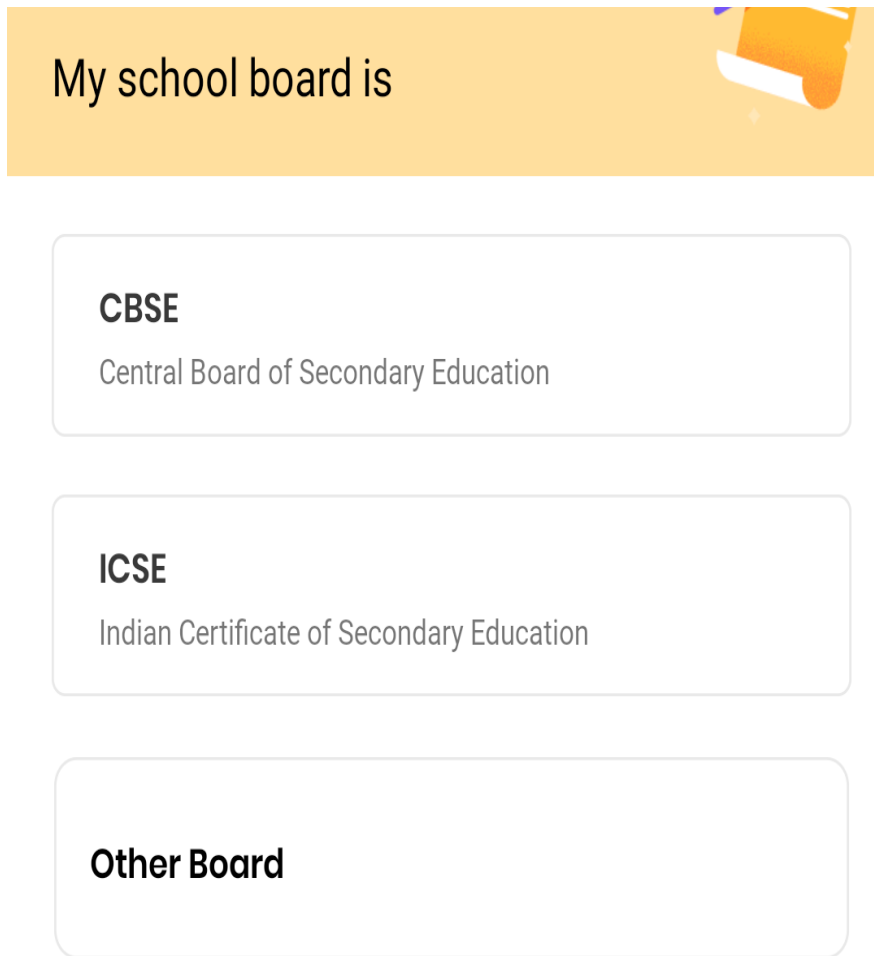 My school board is
CBSE
Central Board of Secondary Education
ICSE
Indian Certificate of Secondary Education
Other Board